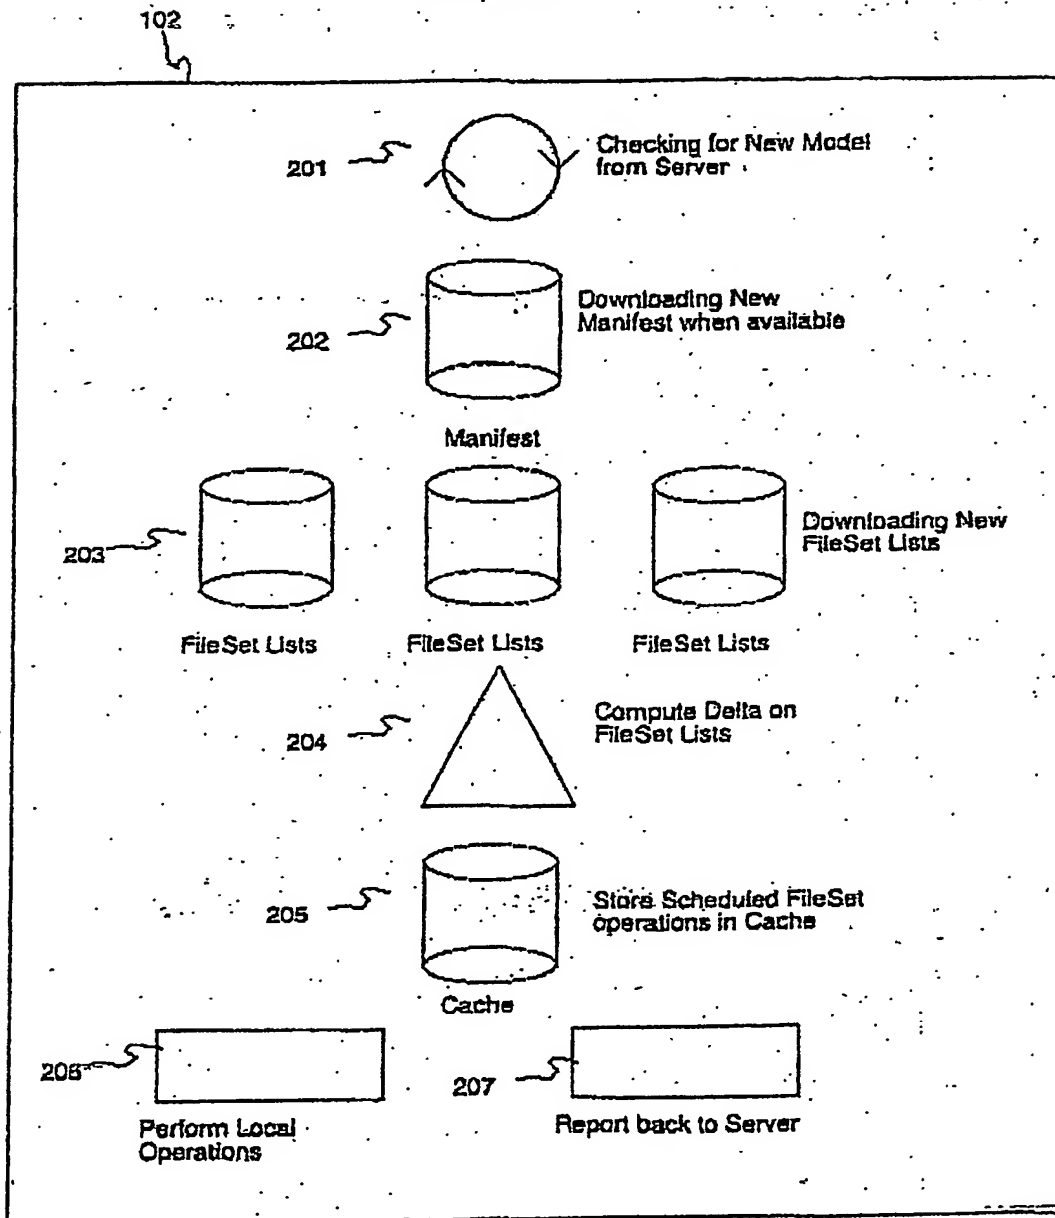 102
201
Checking for New Model
from Server
202
Downloading New
Manifest when available
Manifest
203
Downloading New
FileSet Lists
FileSet Lists
FileSet Lists
FileSet Lists
204
Compute Delta on
FileSet Lists
205
Store Scheduled FileSet
operations in Cache
Cache
206
207
Perform Local
Operations
Report back to Server